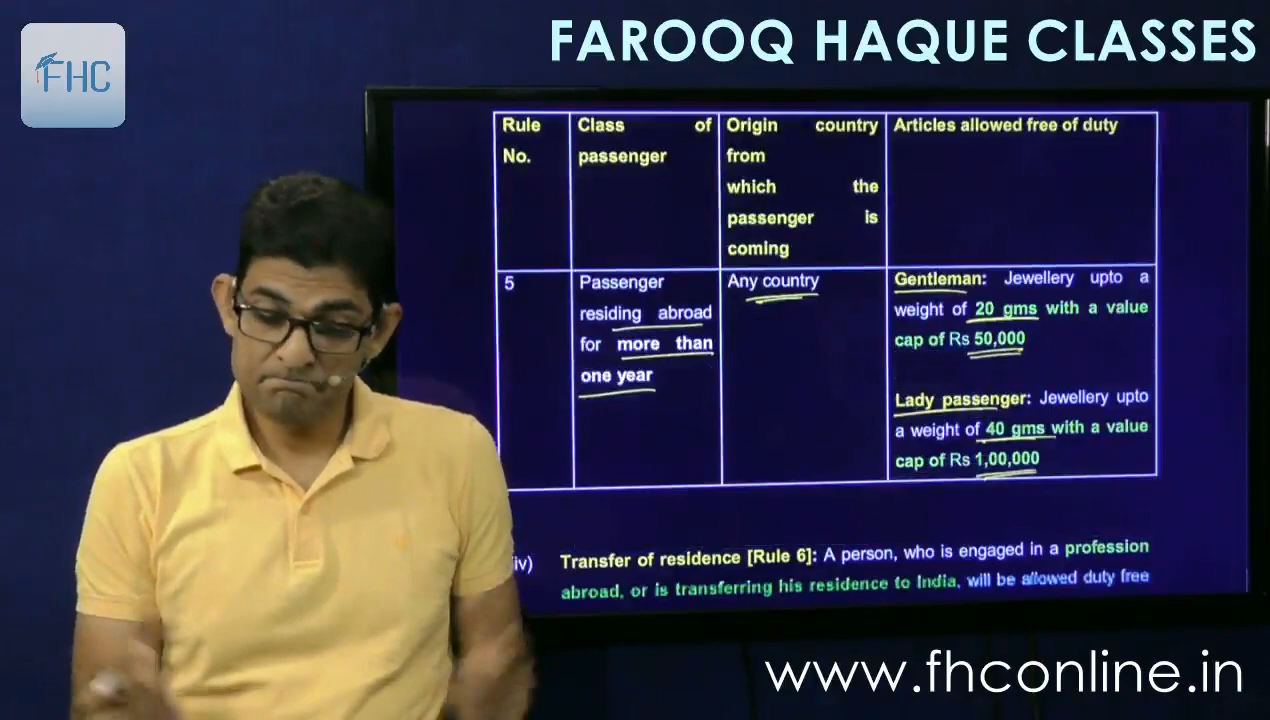 FAROOQ HAQUE CLASSES
FHC
Rule No.
Class of passenger
Origin country from which the passenger is coming
Articles allowed free of duty
5
Passenger
residing abroad
for more than
one year
Any country
Gentleman: Jewellery upto a
weight of 20 gms with a value
cap of Rs 50,000
Lady passenger: Jewellery upto
a weight of 40 gms with a value
cap of Rs 1,00,000
iv) Transfer of residence [Rule 6]: A person, who is engaged in a profession
abroad, or is transferring his residence to India, will be allowed duty free
www.fhconline.in